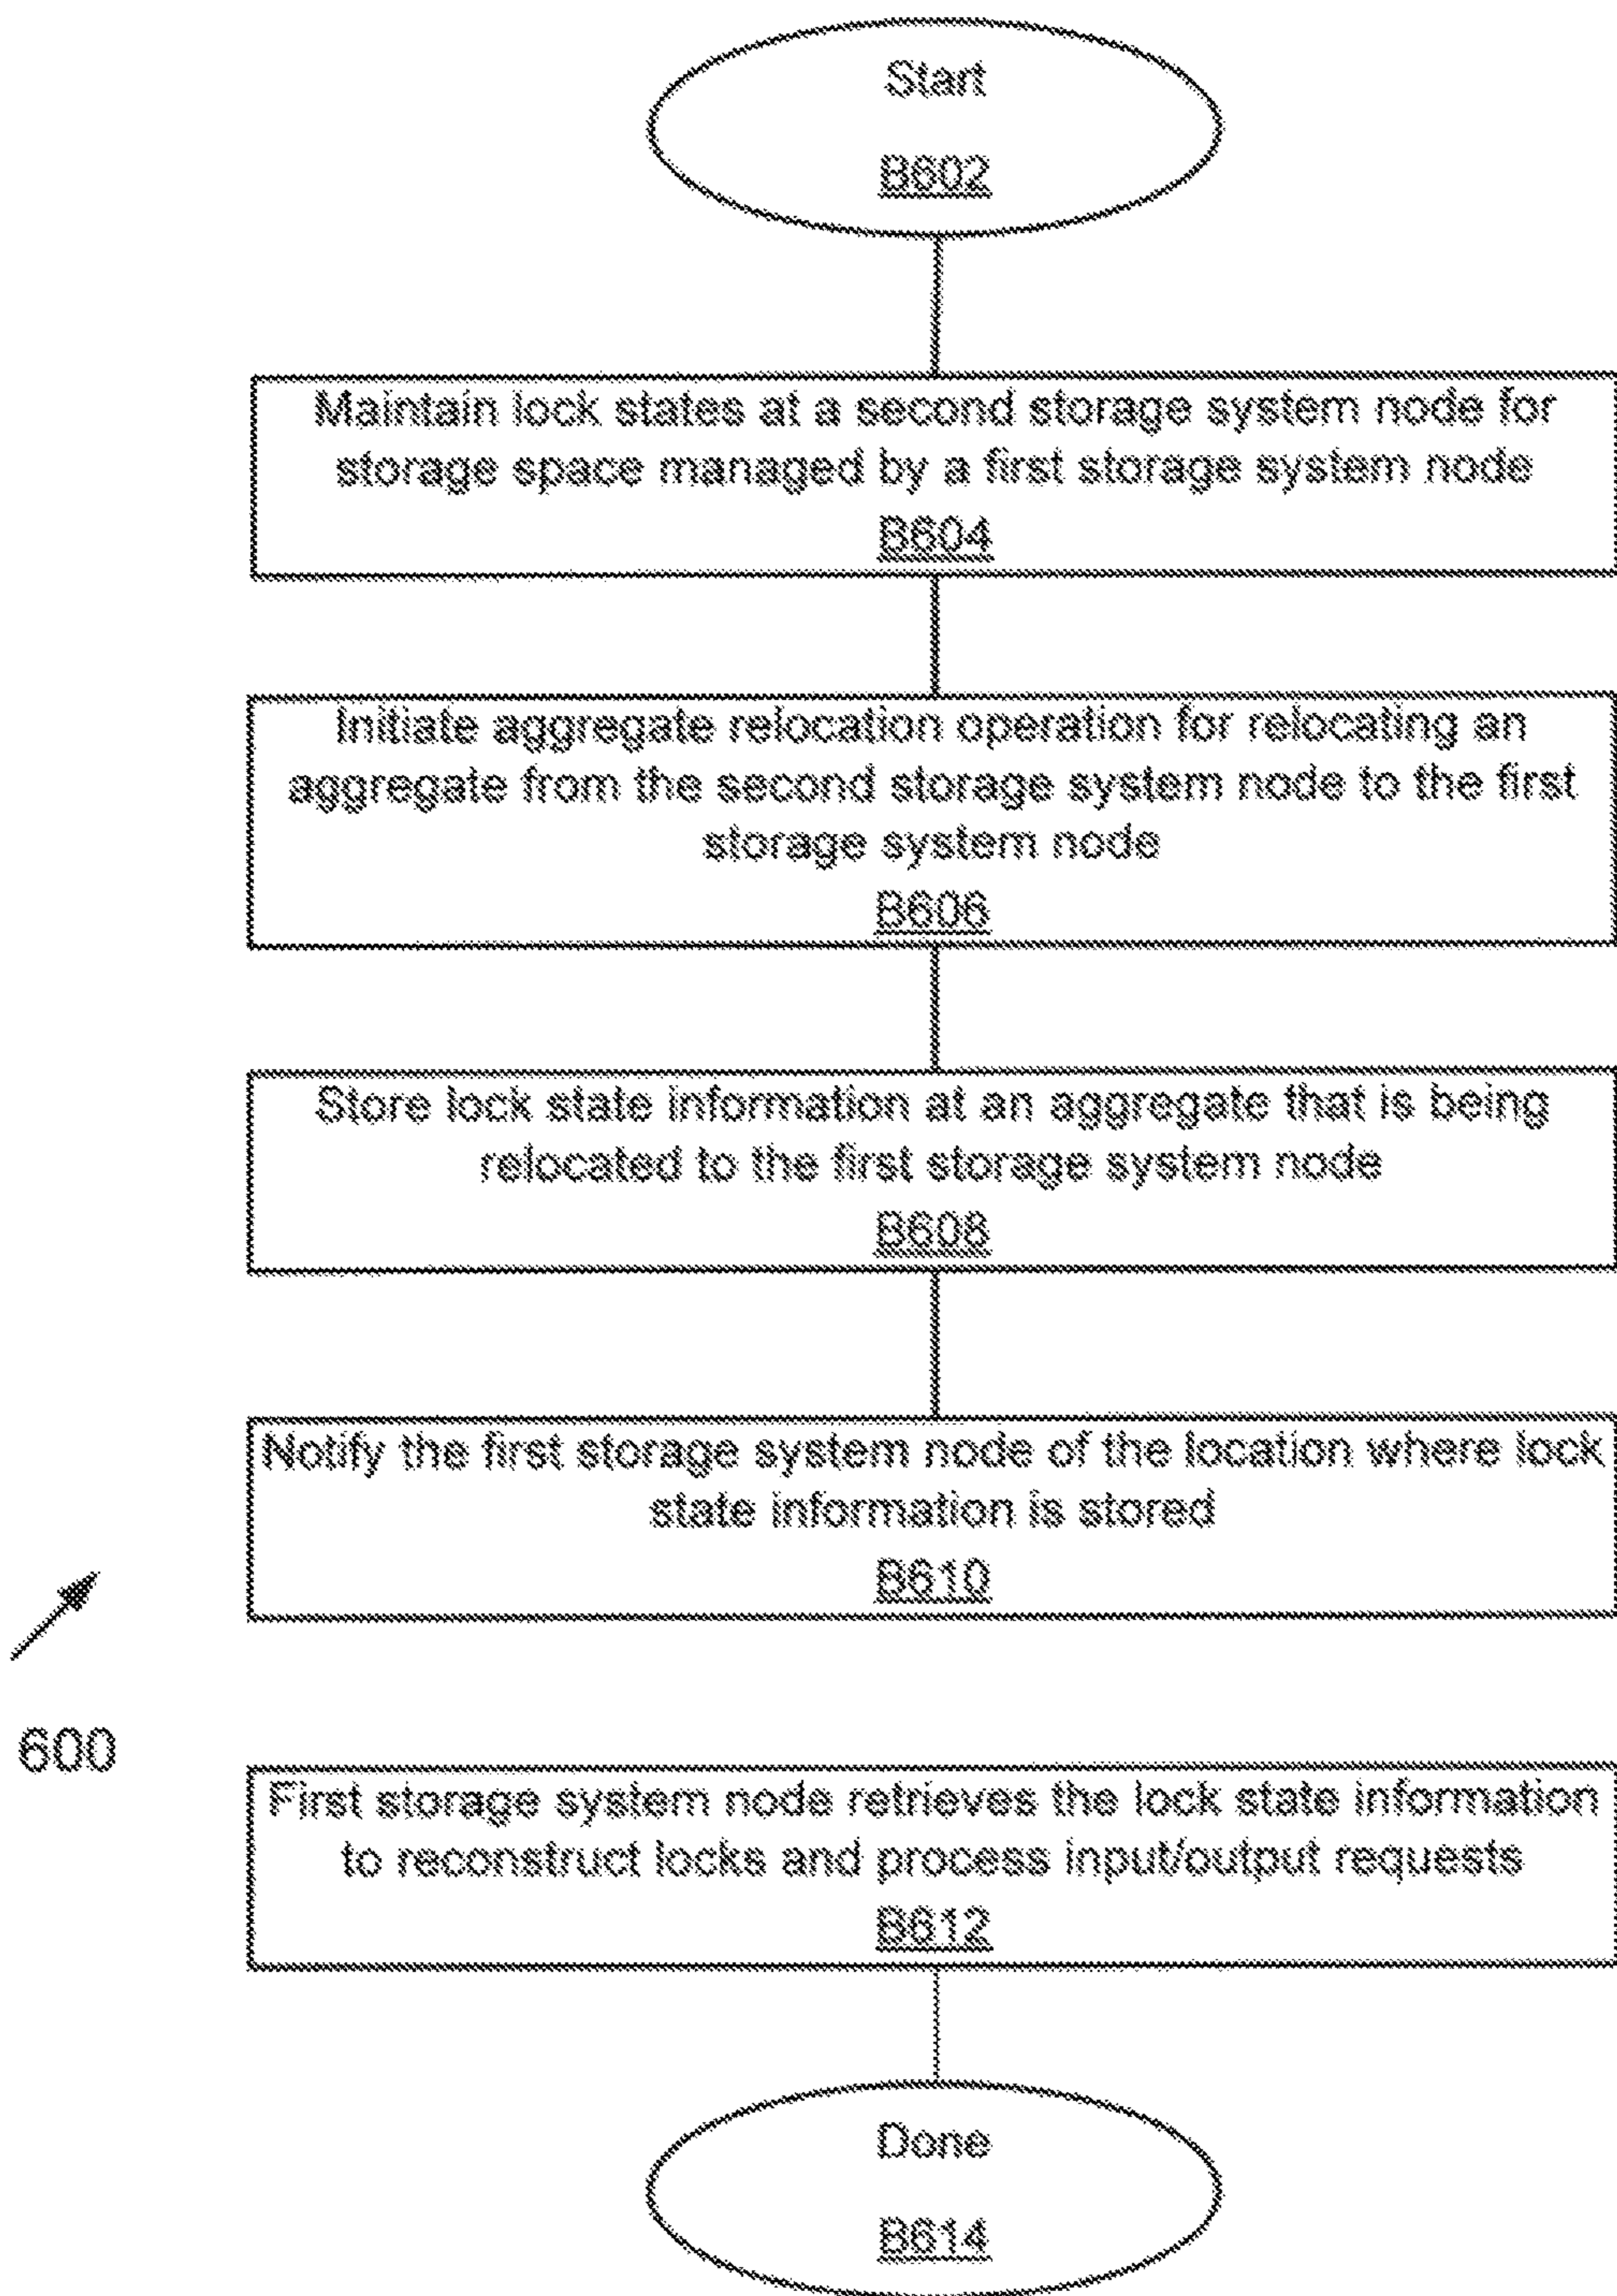 Start
B602
Maintain lock states at a second storage system node for
storage space managed by a first storage system node
B604
Initiate aggregate relocation operation for relocating an
aggregate from the second storage system node to the first
storage system node
B606
Store lock state information at an aggregate that is being
relocated to the first storage system node
B608
Notify the first storage system node of the location where lock
state information is stored
B610
600
First storage system node retrieves the lock state information
to reconstruct locks and process input/output requests
B612
Done
B614